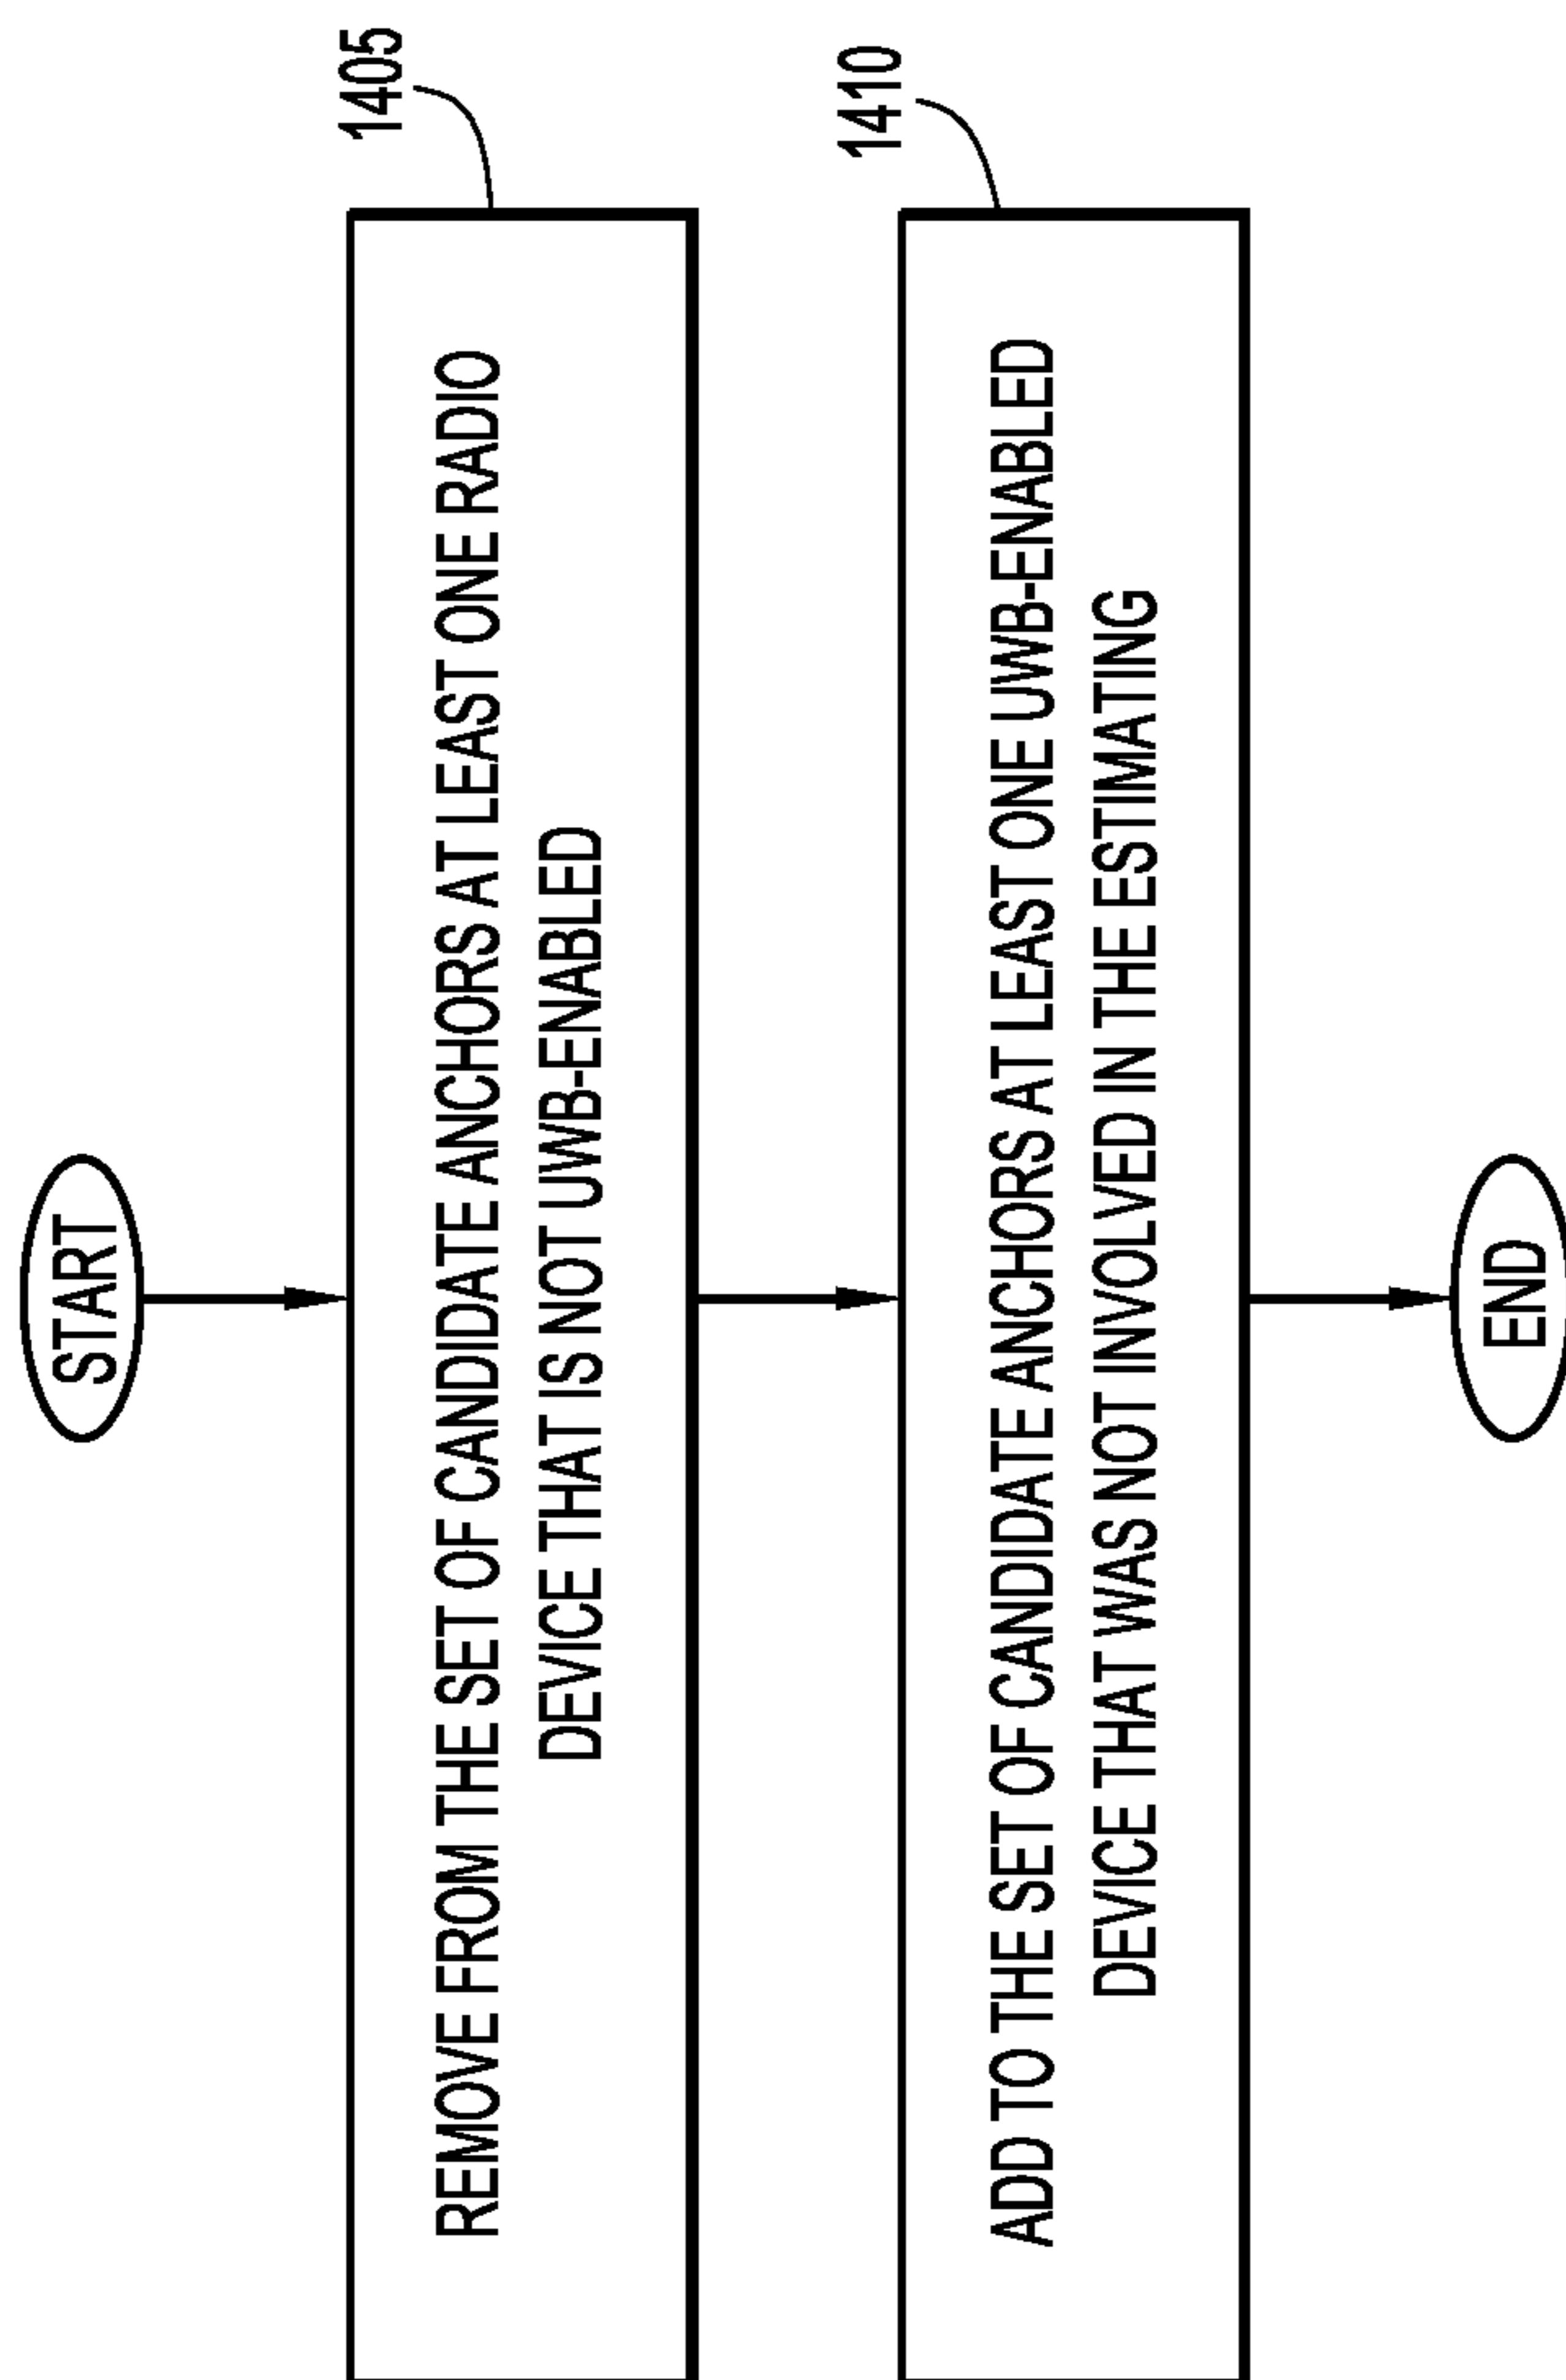 START
1405
REMOVE FROM THE SET OF CANDIDATE ANCHORS AT LEAST ONE RADIO
DEVICE THAT IS NOT UWB-ENABLED
1410
ADD TO THE SET OF CANDIDATE ANCHORS AT LEAST ONE UWB-ENABLED
DEVICE THAT WAS NOT INVOLVED IN THE ESTIMATING
END